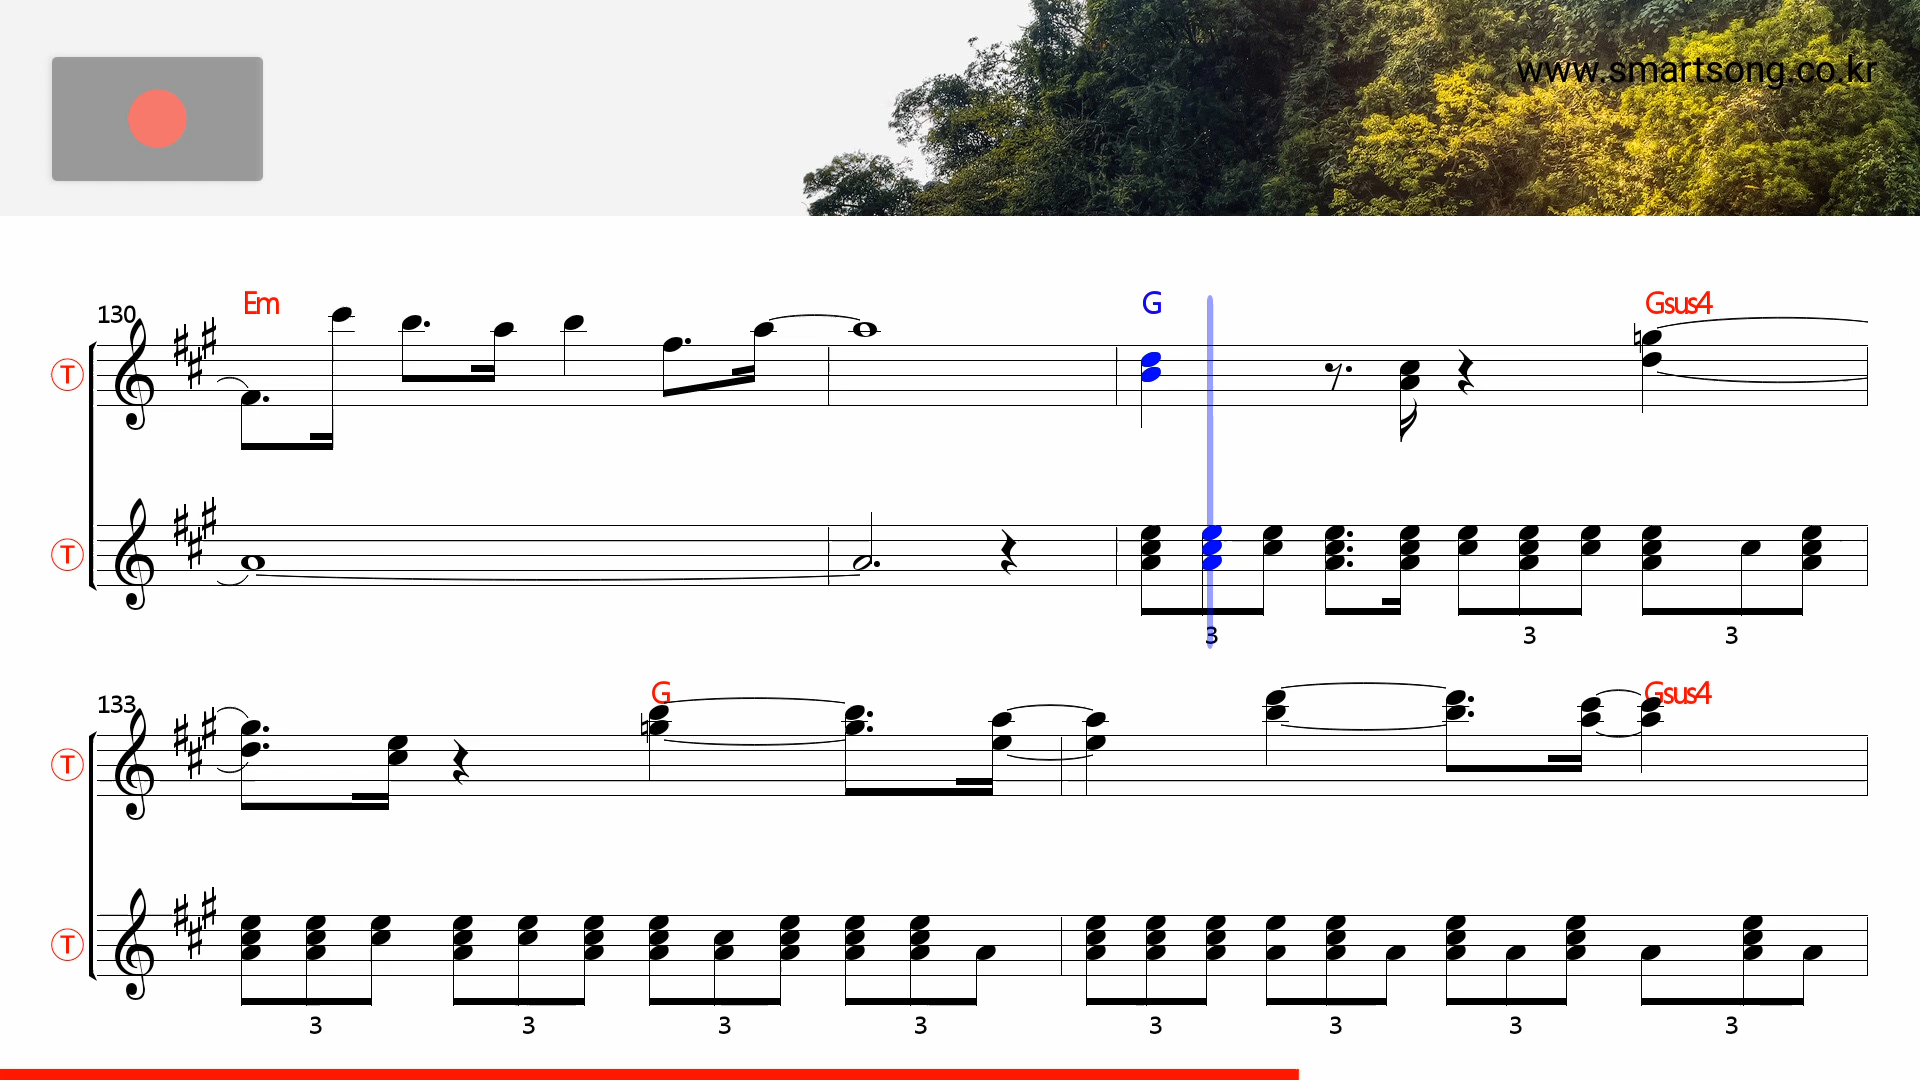 www.smartsong.co.kr
130 Em G Gsus4
T
T
3 3 3
133 G Gsus4
T
T
3 3 3 3 3 3 3 3